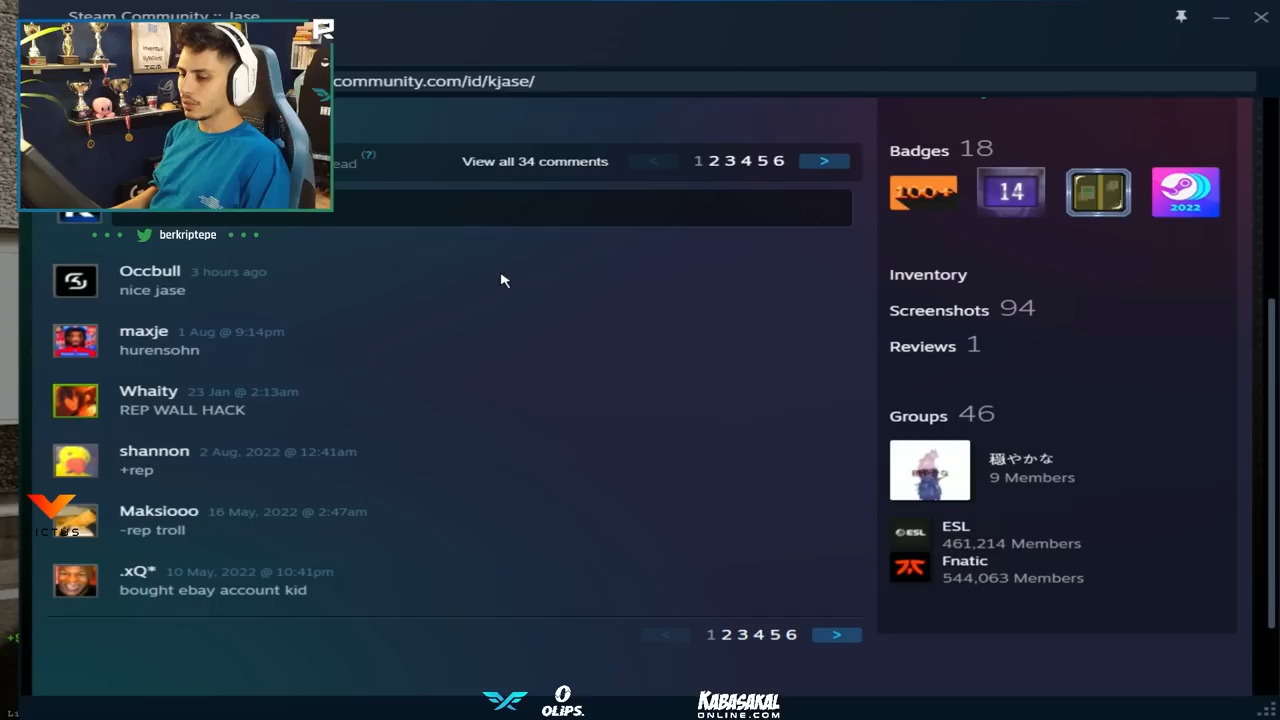 Steam Community :: Jase
community.com/id/kjase/
ead (?)
View all 34 comments
< 1 2 3 4 5 6 >
berkriptepe
Occbull 3 hours ago
nice jase
maxje 1 Aug @ 9:14pm
hurensohn
Whaity 23 Jan @ 2:13am
REP WALL HACK
shannon 2 Aug, 2022 @ 12:41am
+rep
Maksiooo 16 May, 2022 @ 2:47am
-rep troll
ICTUS
.xQ* 10 May, 2022 @ 10:41pm
bought ebay account kid
< 1 2 3 4 5 6 >
Badges 18
100+
14
2022
Inventory
Screenshots 94
Reviews 1
Groups 46
穏やかな
9 Members
ESL
ESL
461,214 Members
Fnatic
544,063 Members
OLIPS.
KABASAKAL
ONLINE.COM